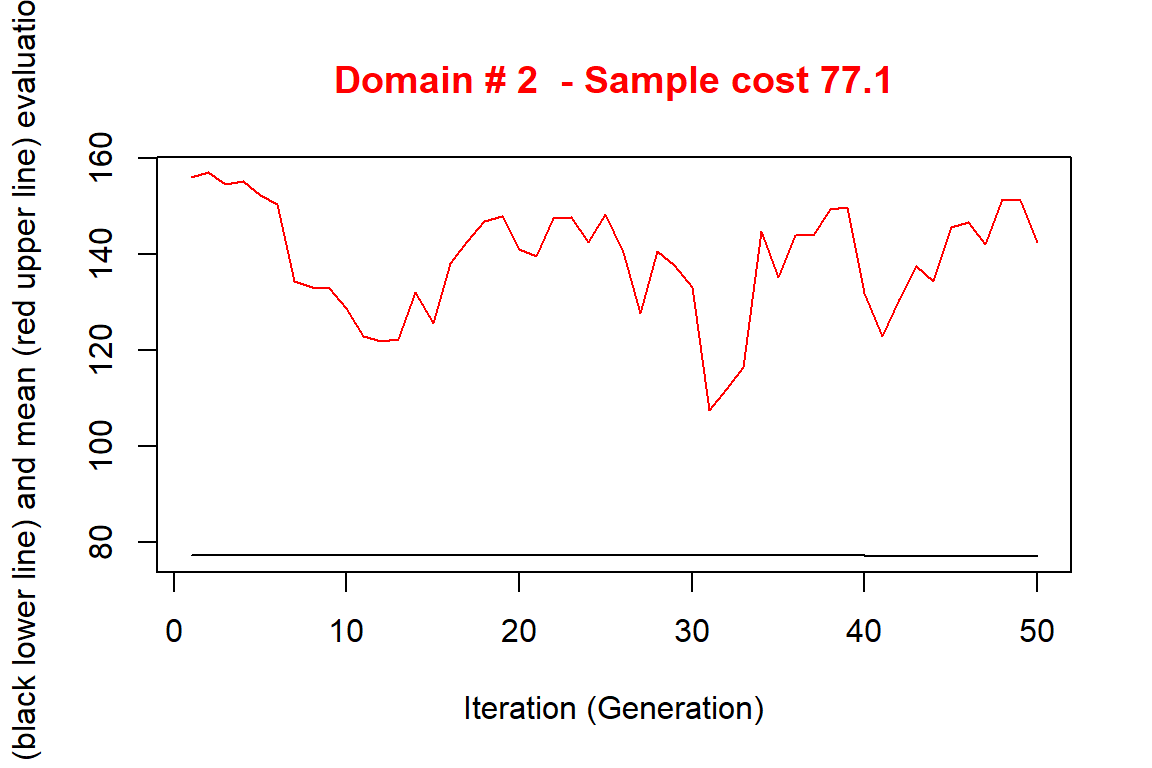 Domain # 2  - Sample cost 77.1
(black lower line) and mean (red upper line) evaluatio
160
140
120
100
80
0 10 20 30 40 50
Iteration (Generation)